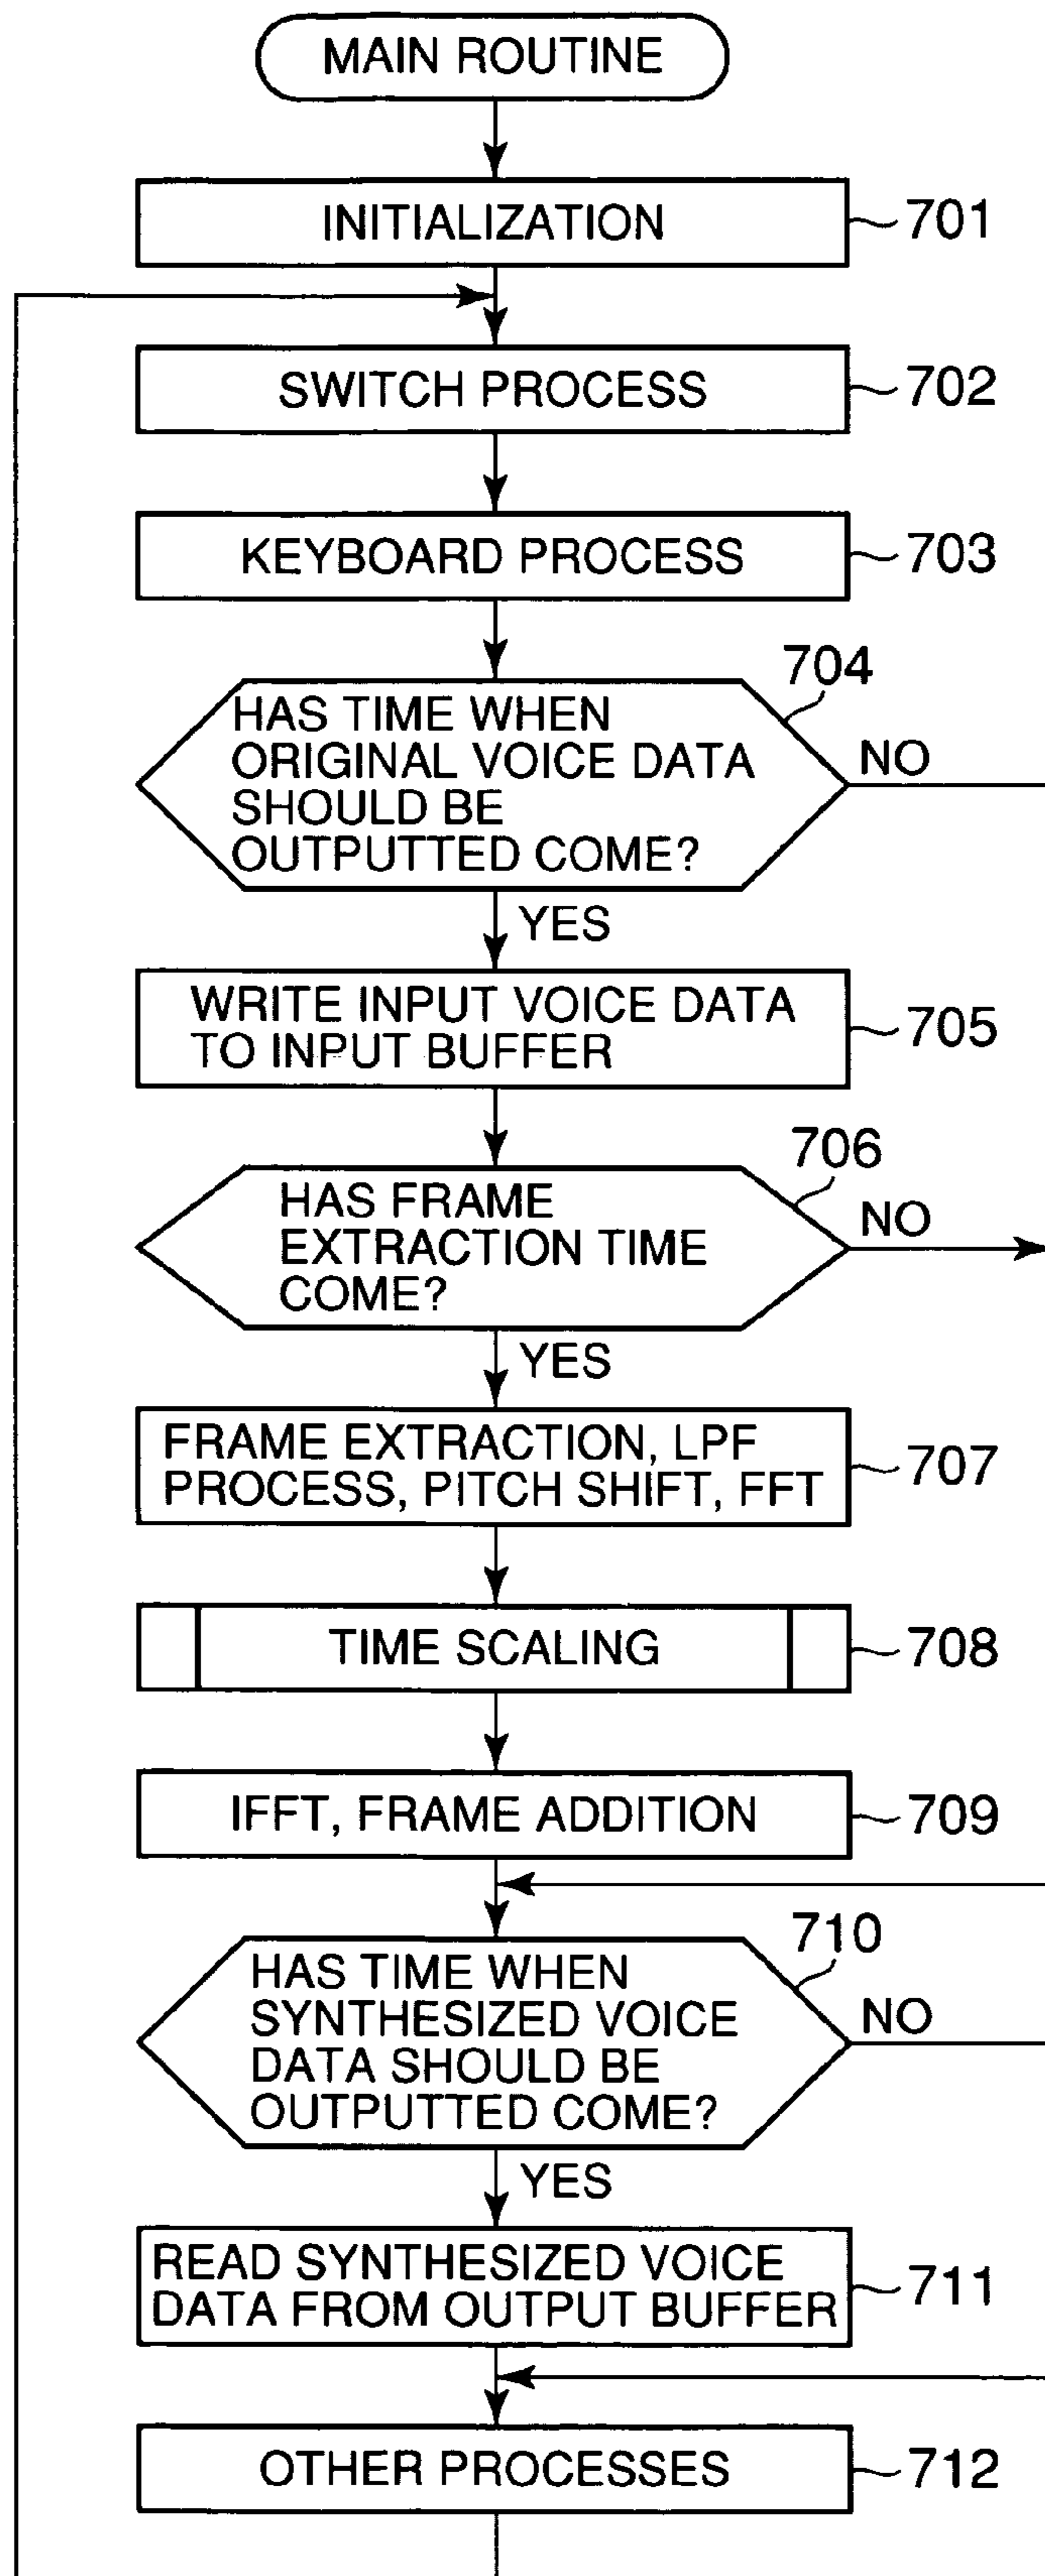 MAIN ROUTINE
INITIALIZATION
701
SWITCH PROCESS
702
KEYBOARD PROCESS
703
704
HAS TIME WHEN
ORIGINAL VOICE DATA
SHOULD BE
OUTPUTTED COME?
NO
YES
WRITE INPUT VOICE DATA
TO INPUT BUFFER
705
706
HAS FRAME
EXTRACTION TIME
COME?
NO
YES
FRAME EXTRACTION, LPF
PROCESS, PITCH SHIFT, FFT
707
TIME SCALING
708
IFFT, FRAME ADDITION
709
710
HAS TIME WHEN
SYNTHESIZED VOICE
DATA SHOULD BE
OUTPUTTED COME?
NO
YES
READ SYNTHESIZED VOICE
DATA FROM OUTPUT BUFFER
711
OTHER PROCESSES
712